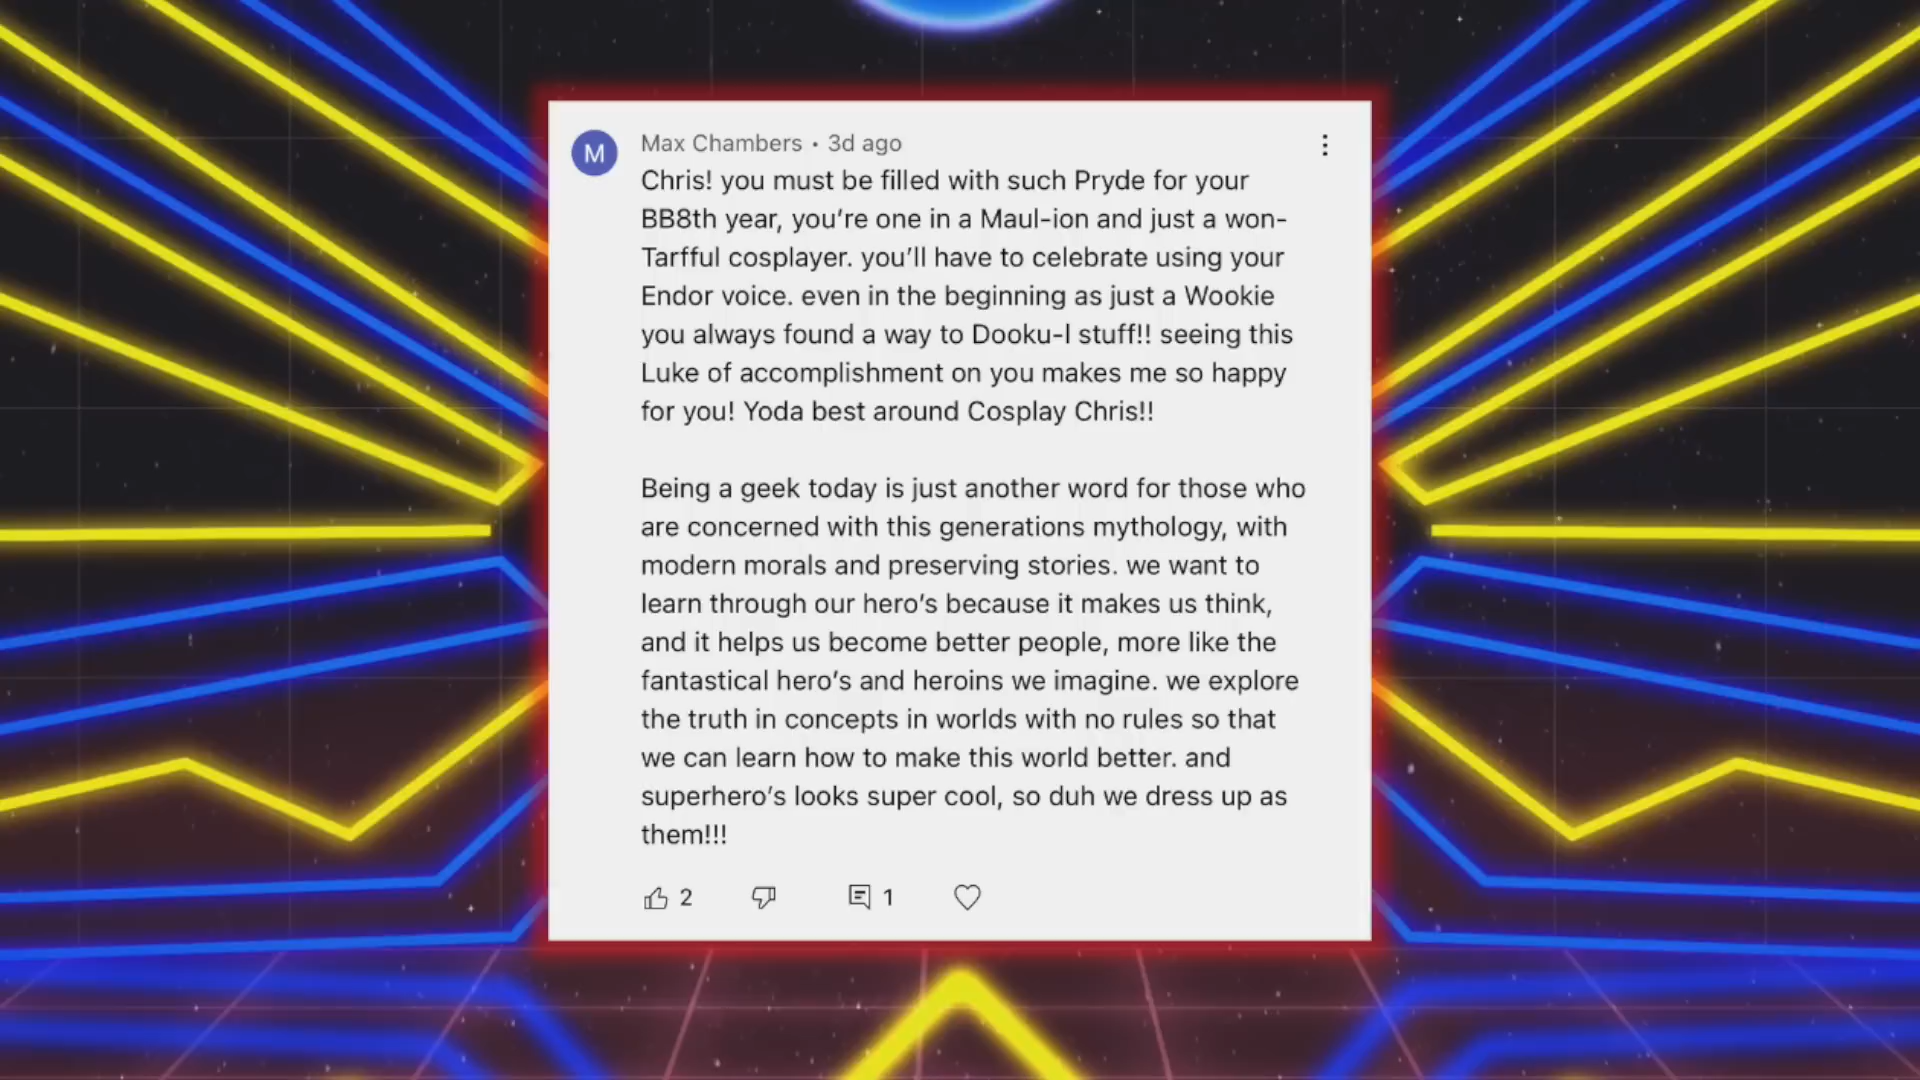 M
Max Chambers • 3d ago
Chris! you must be filled with such Pryde for your
BB8th year, you're one in a Maul-ion and just a won-
Tarfful cosplayer. you'll have to celebrate using your
Endor voice. even in the beginning as just a Wookie
you always found a way to Dooku-l stuff!! seeing this
Luke of accomplishment on you makes me so happy
for you! Yoda best around Cosplay Chris!!
Being a geek today is just another word for those who
are concerned with this generations mythology, with
modern morals and preserving stories. we want to
learn through our hero's because it makes us think,
and it helps us become better people, more like the
fantastical hero's and heroins we imagine. we explore
the truth in concepts in worlds with no rules so that
we can learn how to make this world better. and
superhero's looks super cool, so duh we dress up as
them!!!
2 1